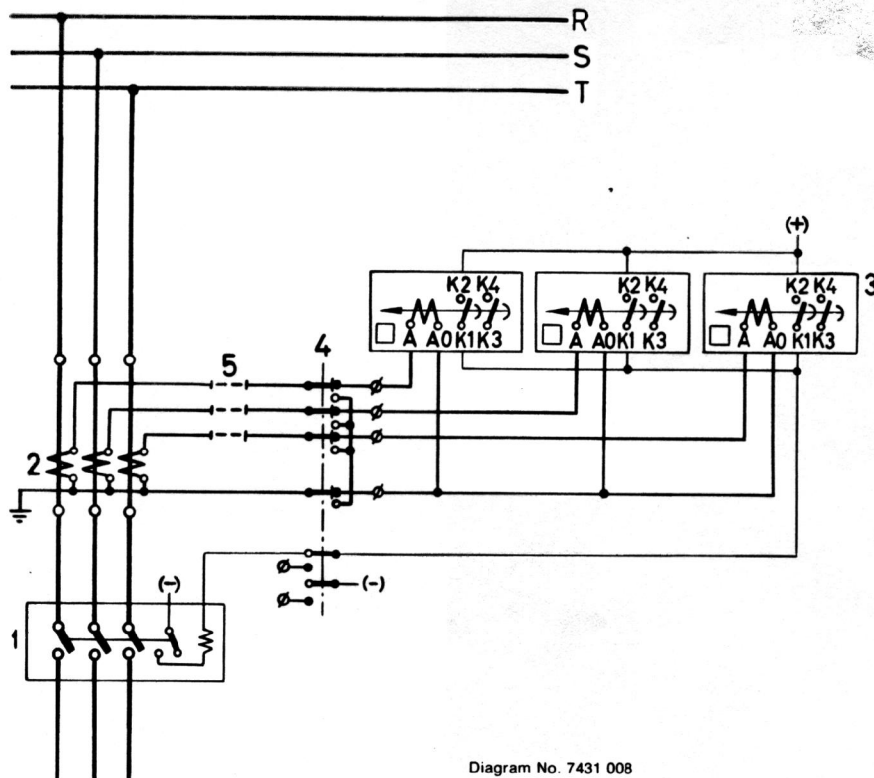 R
S
T
(+)
K2 K4 K2 K4 K2 K4 3
A A0 K1 K3 A A0 K1 K3 A A0 K1 K3
5 4
2
(-) (-)
1
Diagram No. 7431 008